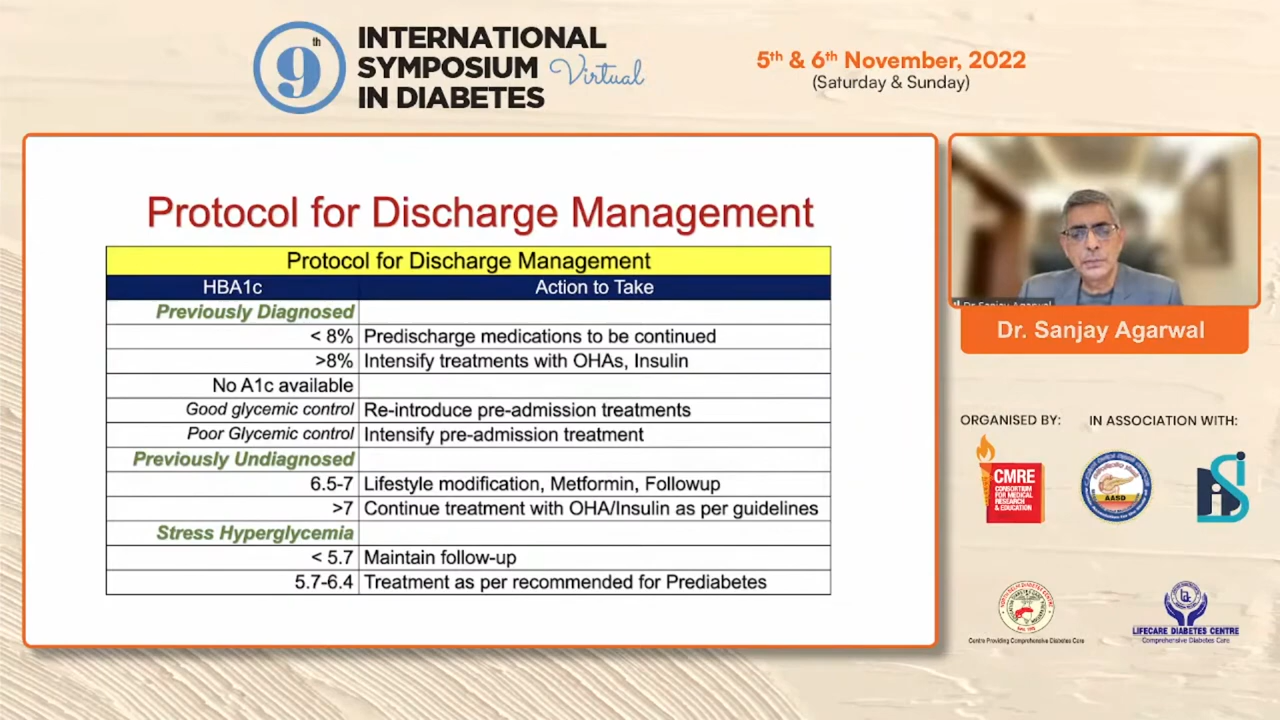 9th
INTERNATIONAL
SYMPOSIUM Virtual
IN DIABETES
5th & 6th November, 2022
(Saturday & Sunday)
Protocol for Discharge Management
Protocol for Discharge Management
HBA1c Action to Take
Previously Diagnosed
< 8% Predischarge medications to be continued
>8% Intensify treatments with OHAs, Insulin
No A1c available
Good glycemic control Re-introduce pre-admission treatments
Poor Glycemic control Intensify pre-admission treatment
Previously Undiagnosed
6.5-7 Lifestyle modification, Metformin, Followup
>7 Continue treatment with OHA/Insulin as per guidelines
Stress Hyperglycemia
< 5.7 Maintain follow-up
5.7-6.4 Treatment as per recommended for Prediabetes
Dr Sanjay Agarwal
Dr. Sanjay Agarwal
ORGANISED BY: IN ASSOCIATION WITH:
CMRE
CONSORTIUM
FOR MEDICAL
RESEARCH
& EDUCATION
AASD
Centre Providing Comprehensive Diabetes Care
LIFECARE DIABETES CENTRE
Comprehensive Diabetes Care